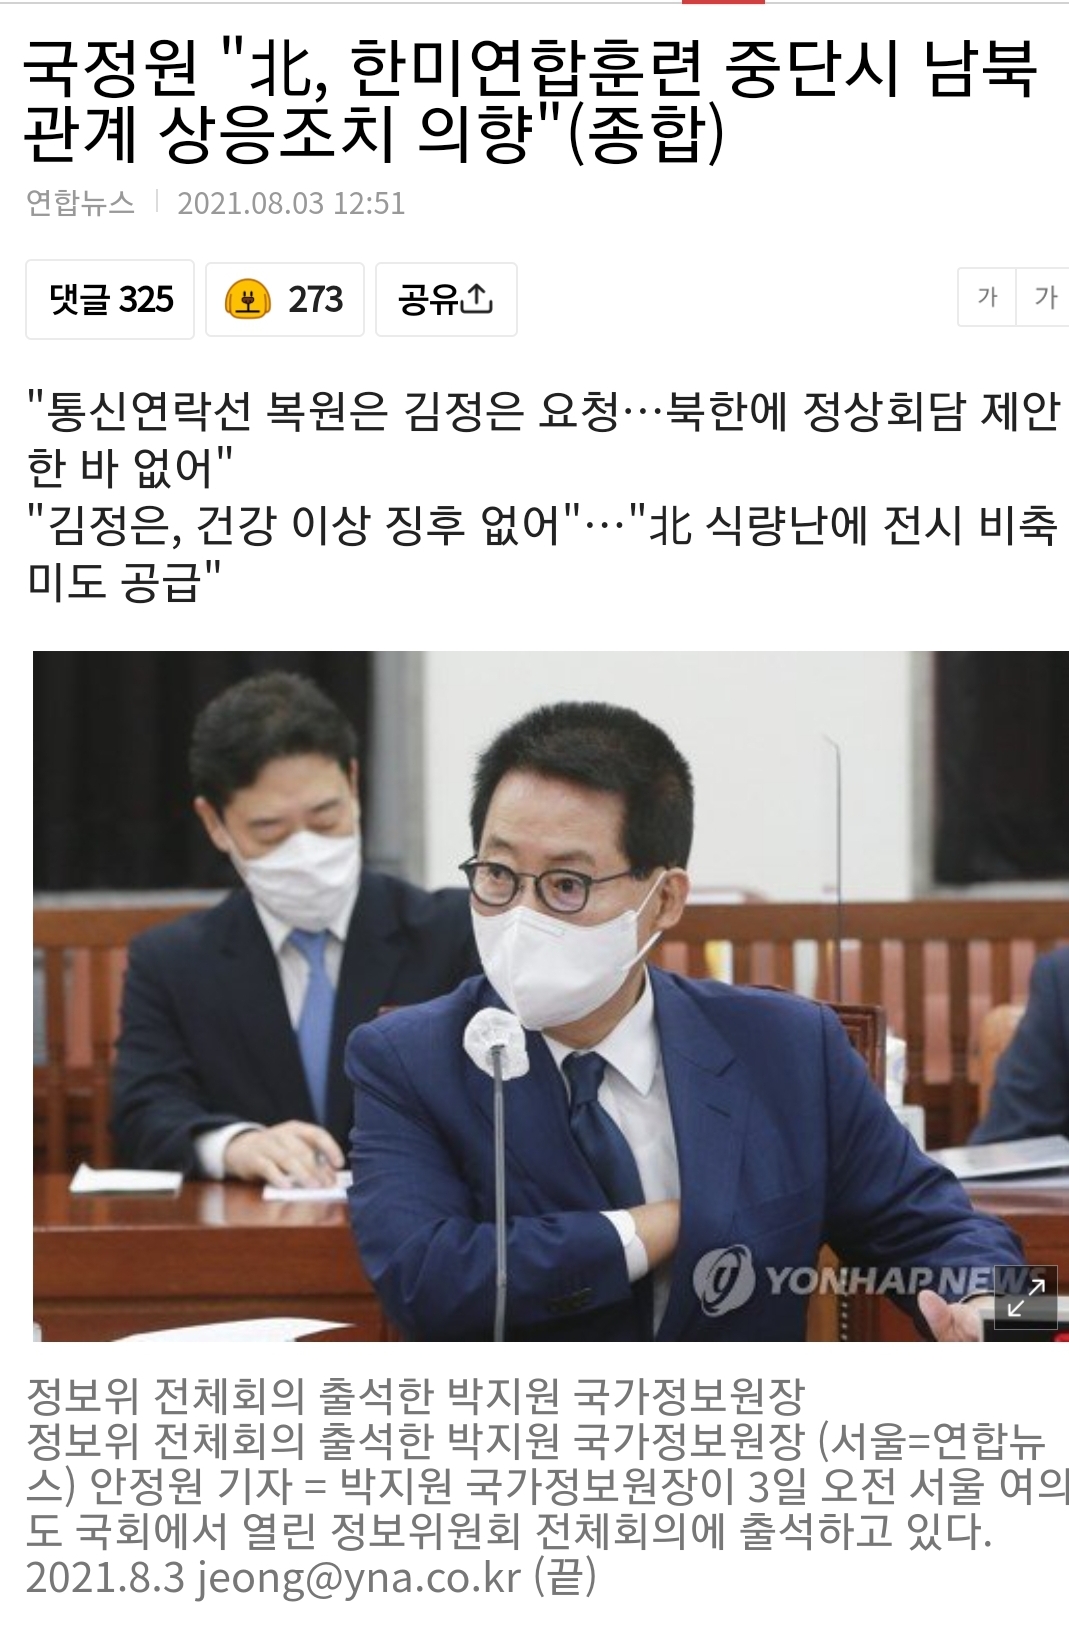 국정원 "北, 한미연합훈련 중단시 남북
관계 상응조치 의향"(종합)
연합뉴스 | 2021.08.03 12:51
댓글 325
273
공유
가 가
"통신연락선 복원은 김정은 요청…북한에 정상회담 제안
한 바 없어"
"김정은, 건강 이상 징후 없어"…"北 식량난에 전시 비축
미도 공급"
YONHAP NEWS
정보위 전체회의 출석한 박지원 국가정보원장
정보위 전체회의 출석한 박지원 국가정보원장 (서울=연합뉴
스) 안정원 기자 = 박지원 국가정보원장이 3일 오전 서울 여의
도 국회에서 열린 정보위원회 전체회의에 출석하고 있다.
2021.8.3 jeong@yna.co.kr (끝)